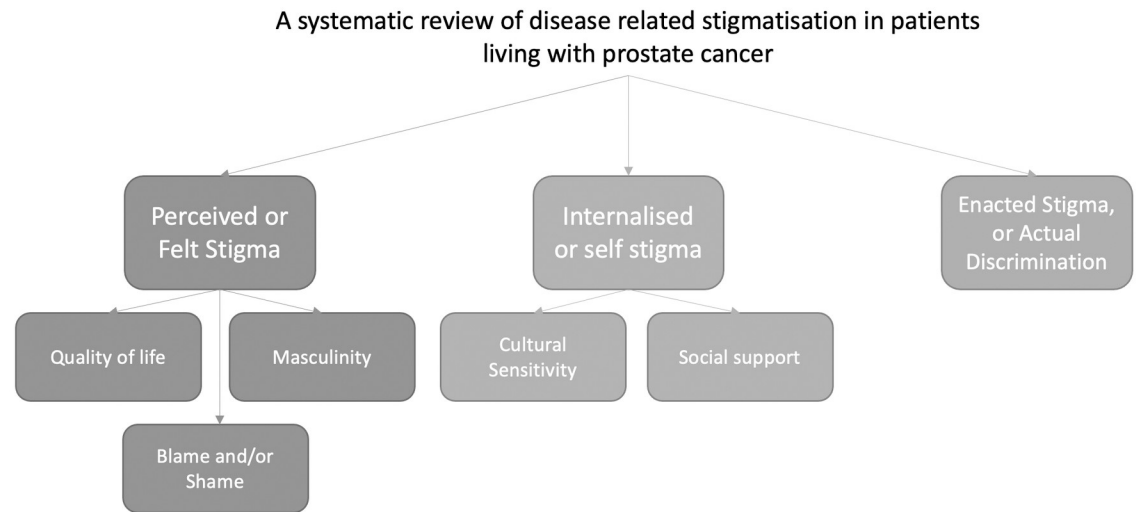 A systematic review of disease related stigmatisation in patients
living with prostate cancer
Perceived or
Felt Stigma
Internalised
or self stigma
Enacted Stigma,
or Actual
Discrimination
Quality of life
Masculinity
Cultural
Sensitivity
Social support
Blame and/or
Shame